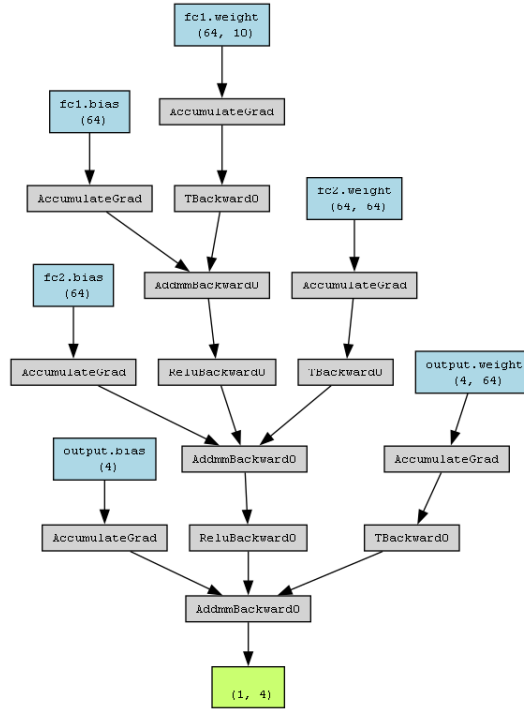 fc1.weight
(64, 10)
fc1.bias
(64)
AccumulateGrad
AccumulateGrad
TBackward0
fc2.weight
(64, 64)
fc2.bias
(64)
AddmmBackward0
AccumulateGrad
AccumulateGrad
ReluBackward0
TBackward0
output.weight
(4, 64)
output.bias
(4)
AddmmBackward0
AccumulateGrad
AccumulateGrad
ReluBackward0
TBackward0
AddmmBackward0
(1, 4)